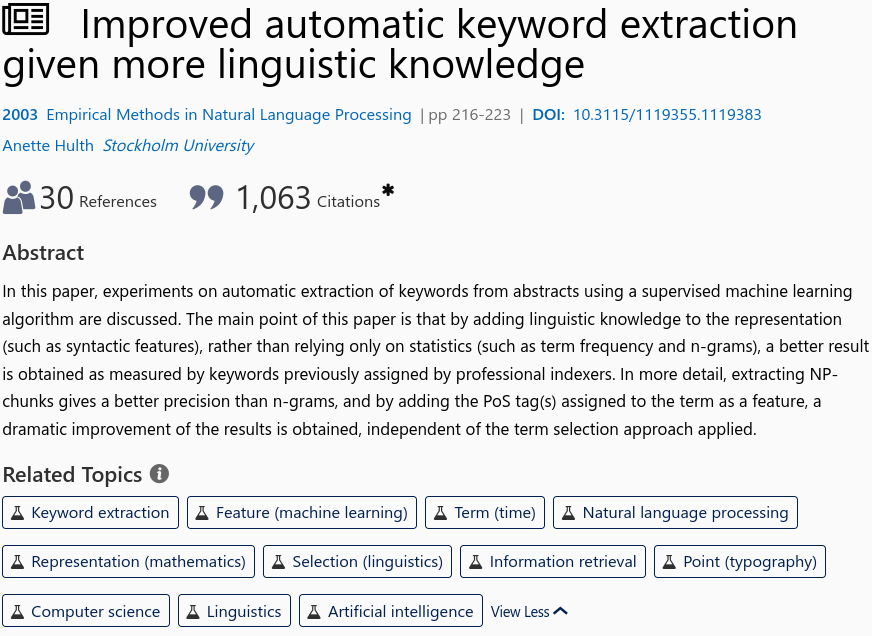 Improved automatic keyword extraction
given more linguistic knowledge
2003 Empirical Methods in Natural Language Processing | pp 216-223 | DOI: 10.3115/1119355.1119383
Anette Hulth Stockholm University
30 References 1,063 Citations*
Abstract
In this paper, experiments on automatic extraction of keywords from abstracts using a supervised machine learning
algorithm are discussed. The main point of this paper is that by adding linguistic knowledge to the representation
(such as syntactic features), rather than relying only on statistics (such as term frequency and n-grams), a better result
is obtained as measured by keywords previously assigned by professional indexers. In more detail, extracting NP-
chunks gives a better precision than n-grams, and by adding the PoS tag(s) assigned to the term as a feature, a
dramatic improvement of the results is obtained, independent of the term selection approach applied.
Related Topics
Keyword extraction Feature (machine learning) Term (time) Natural language processing
Representation (mathematics) Selection (linguistics) Information retrieval Point (typography)
Computer science Linguistics Artificial intelligence View Less